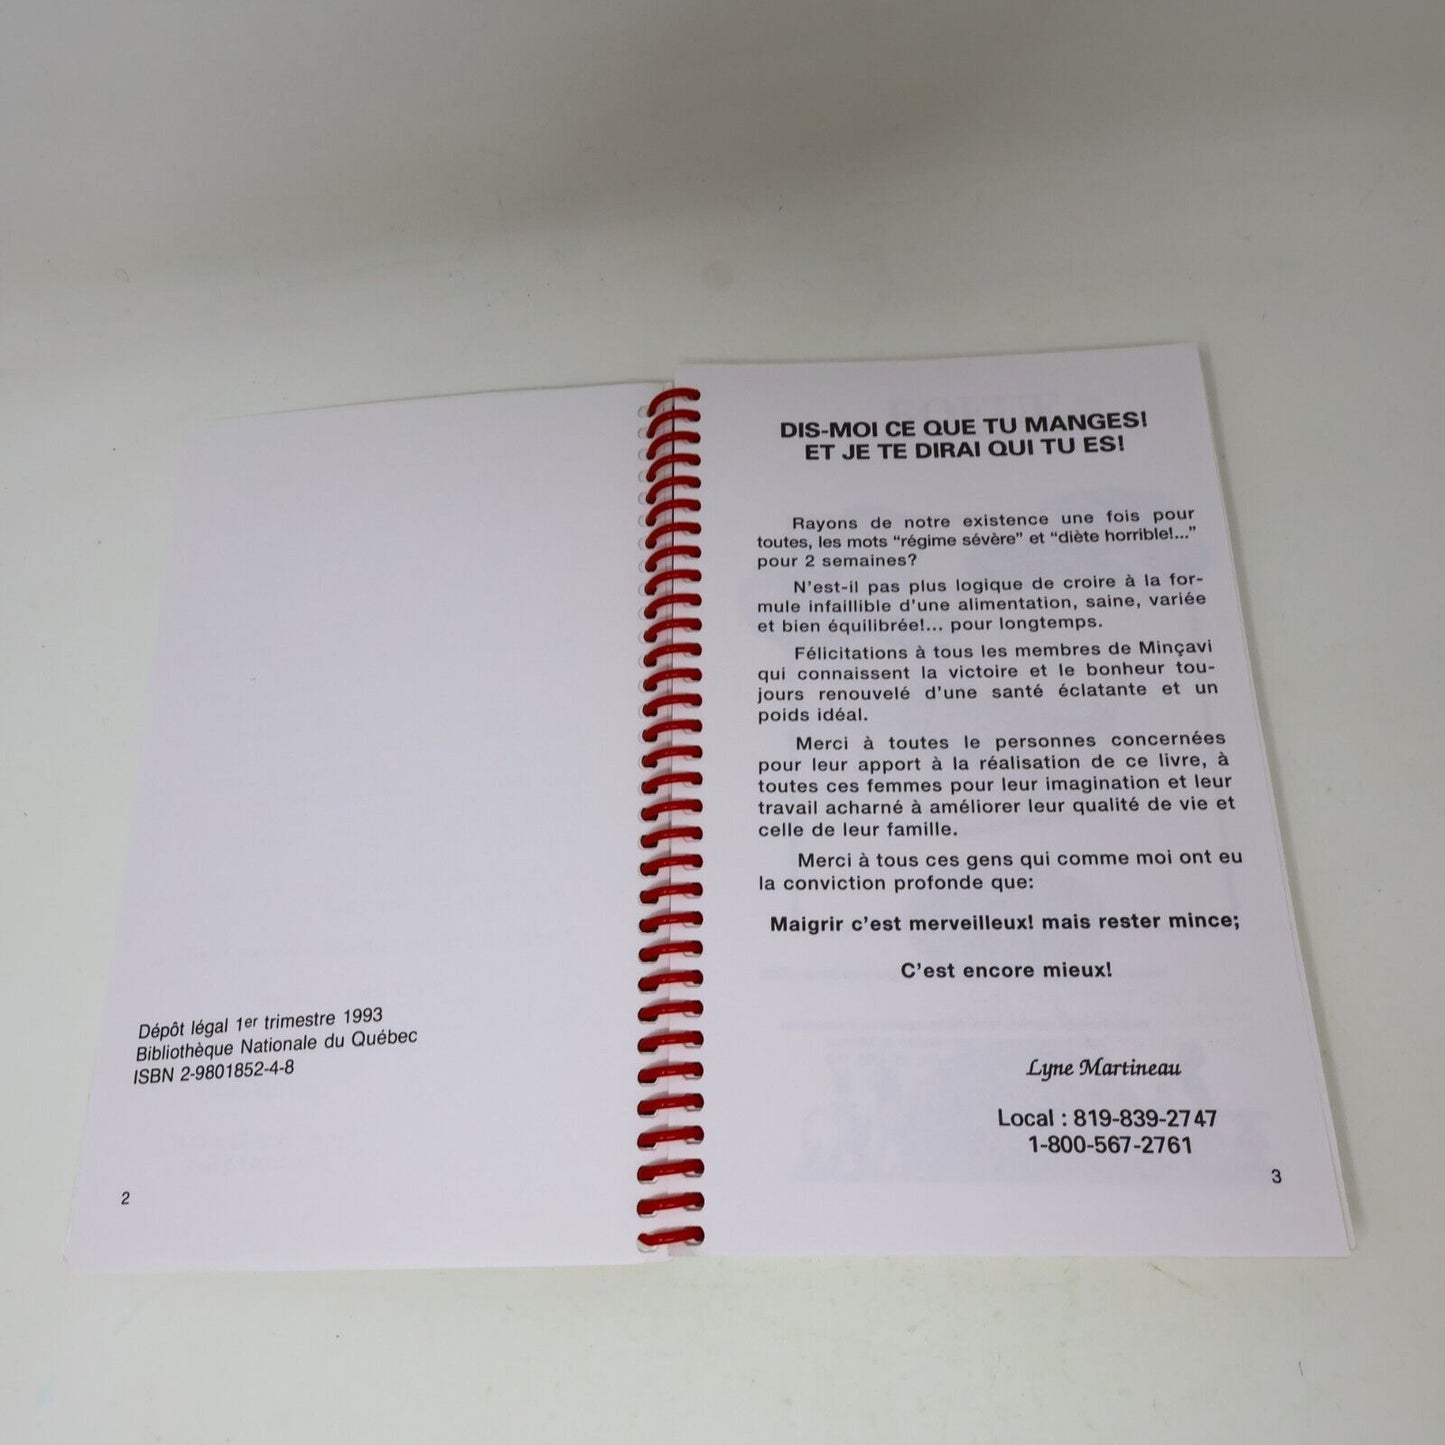 Dépôt légal 1er trimestre 1993
Bibliothèque Nationale du Québec
ISBN 2-9801852-4-8
2
DIS-MOI CE QUE TU MANGES!
ET JE TE DIRAI QUI TU ES!
Rayons de notre existence une fois pour
toutes, les mots “régime sévère” et “diète horrible!...”
pour 2 semaines?
N'est-il pas plus logique de croire à la for-
mule infaillible d'une alimentation, saine, variée
et bien équilibrée!... pour longtemps.
Félicitations à tous les membres de Minçavi
qui connaissent la victoire et le bonheur tou-
jours renouvelé d'une santé éclatante et un
poids idéal.
Merci à toutes le personnes concernées
pour leur apport à la réalisation de ce livre, à
toutes ces femmes pour leur imagination et leur
travail acharné à améliorer leur qualité de vie et
celle de leur famille.
Merci à tous ces gens qui comme moi ont eu
la conviction profonde que:
Maigrir c'est merveilleux! mais rester mince;
C'est encore mieux!
Lyne Martineau
Local : 819-839-2747
1-800-567-2761
3